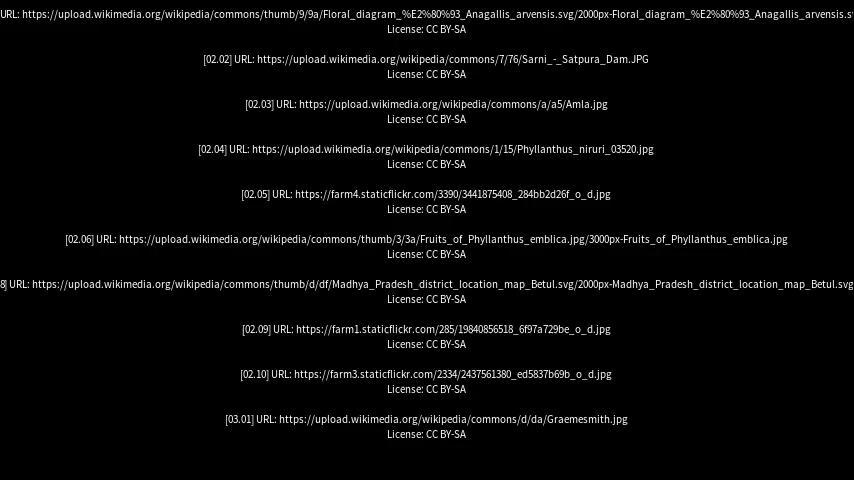 URL: https://upload.wikimedia.org/wikipedia/commons/thumb/9/9a/Floral_diagram_%E2%80%93_Anagallis_arvensis.svg/2000px-Floral_diagram_%E2%80%93_Anagallis_arvensis.sv
License: CC BY-SA
[02.02] URL: https://upload.wikimedia.org/wikipedia/commons/7/76/Sarni_-_Satpura_Dam.JPG
License: CC BY-SA
[02.03] URL: https://upload.wikimedia.org/wikipedia/commons/a/a5/Amla.jpg
License: CC BY-SA
[02.04] URL: https://upload.wikimedia.org/wikipedia/commons/1/15/Phyllanthus_niruri_03520.jpg
License: CC BY-SA
[02.05] URL: https://farm4.staticflickr.com/3390/3441875408_284bb2d26f_o_d.jpg
License: CC BY-SA
[02.06] URL: https://upload.wikimedia.org/wikipedia/commons/thumb/3/3a/Fruits_of_Phyllanthus_emblica.jpg/3000px-Fruits_of_Phyllanthus_emblica.jpg
License: CC BY-SA
8] URL: https://upload.wikimedia.org/wikipedia/commons/thumb/d/df/Madhya_Pradesh_district_location_map_Betul.svg/2000px-Madhya_Pradesh_district_location_map_Betul.svg
License: CC BY-SA
[02.09] URL: https://farm1.staticflickr.com/285/19840856518_6f97a729be_o_d.jpg
License: CC BY-SA
[02.10] URL: https://farm3.staticflickr.com/2334/2437561380_ed5837b69b_o_d.jpg
License: CC BY-SA
[03.01] URL: https://upload.wikimedia.org/wikipedia/commons/d/da/Graemesmith.jpg
License: CC BY-SA